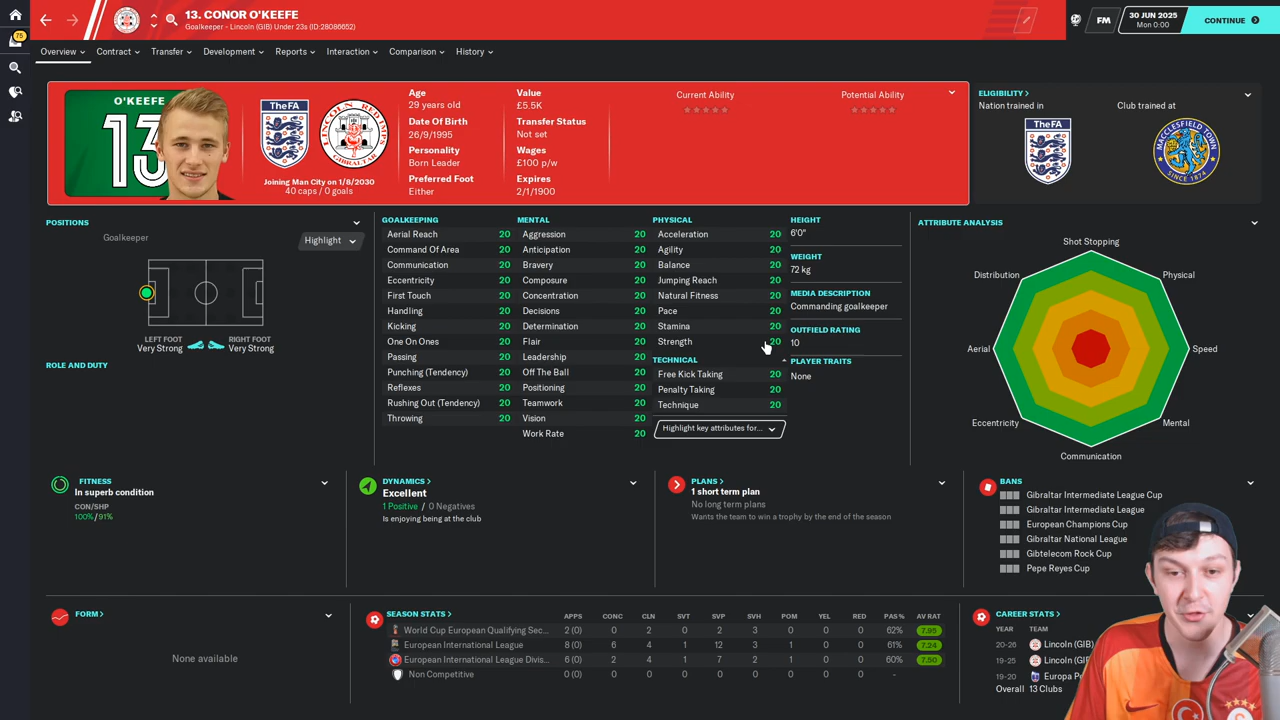 13. CONOR O'KEEFE
Goalkeeper - Lincoln (GIB) Under 23s (ID:28086652)
FM
30 JUN 2025
Mon 0:00
CONTINUE
75
Overview
Contract
Transfer
Development
Reports
Interaction
Comparison
History
O'KEEFE
13
TheFA
Joining Man City on 1/8/2030
40 caps / 0 goals
Age
29 years old
Date Of Birth
26/9/1995
Personality
Born Leader
Preferred Foot
Either
Value
£5.5K
Transfer Status
Not set
Wages
£100 p/w
Expires
2/1/1900
Current Ability
Potential Ability
ELIGIBILITY >
Nation trained in
Club trained at
TheFA
MACCLESFIELD TOWN
SINCE 1874
POSITIONS
Goalkeeper
Highlight
LEFT FOOT
Very Strong
RIGHT FOOT
Very Strong
ROLE AND DUTY
GOALKEEPING
Aerial Reach 20
Command Of Area 20
Communication 20
Eccentricity 20
First Touch 20
Handling 20
Kicking 20
One On Ones 20
Passing 20
Punching (Tendency) 20
Reflexes 20
Rushing Out (Tendency) 20
Throwing 20
MENTAL
Aggression 20
Anticipation 20
Bravery 20
Composure 20
Concentration 20
Decisions 20
Determination 20
Flair 20
Leadership 20
Off The Ball 20
Positioning 20
Teamwork 20
Vision 20
Work Rate 20
PHYSICAL
Acceleration 20
Agility 20
Balance 20
Jumping Reach 20
Natural Fitness 20
Pace 20
Stamina 20
Strength 20
TECHNICAL
Free Kick Taking 20
Penalty Taking 20
Technique 20
Highlight key attributes for...
HEIGHT
6'0"
WEIGHT
72 kg
MEDIA DESCRIPTION
Commanding goalkeeper
OUTFIELD RATING
10
PLAYER TRAITS
None
ATTRIBUTE ANALYSIS
Shot Stopping
Distribution
Physical
Aerial
Speed
Eccentricity
Mental
Communication
FITNESS
In superb condition
CON/SHP
100%/91%
DYNAMICS >
Excellent
1 Positive / 0 Negatives
Is enjoying being at the club
PLANS >
1 short term plan
No long term plans
Wants the team to win a trophy by the end of the season
BANS
Gibraltar Intermediate League Cup
Gibraltar Intermediate League
European Champions Cup
Gibraltar National League
Gibtelecom Rock Cup
Pepe Reyes Cup
FORM >
None available
SEASON STATS >
APPS CONC CLN SVT SVP SVH POM YEL RED PAS % AV RAT
World Cup European Qualifying Sec... 2 (0) 0 2 0 2 3 0 0 0 62% 7.95
European International League 8 (0) 6 4 1 12 3 1 0 0 61% 7.24
European International League Divis... 6 (0) 2 4 1 7 2 1 0 0 60% 7.50
Non Competitive 0 (0) 0 0 0 0 0 0 0 0 -
CAREER STATS >
YEAR TEAM
20-26 Lincoln (GIB)
19-25 Lincoln (GIB
19-20 Europa P
Overall 13 Clubs